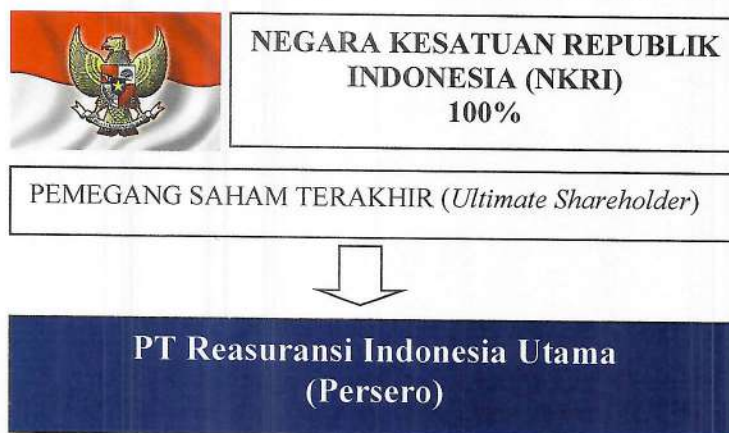 NEGARA KESATUAN REPUBLIK
INDONESIA (NKRI)
100%
PEMEGANG SAHAM TERAKHIR (Ultimate Shareholder)
PT Reasuransi Indonesia Utama
(Persero)